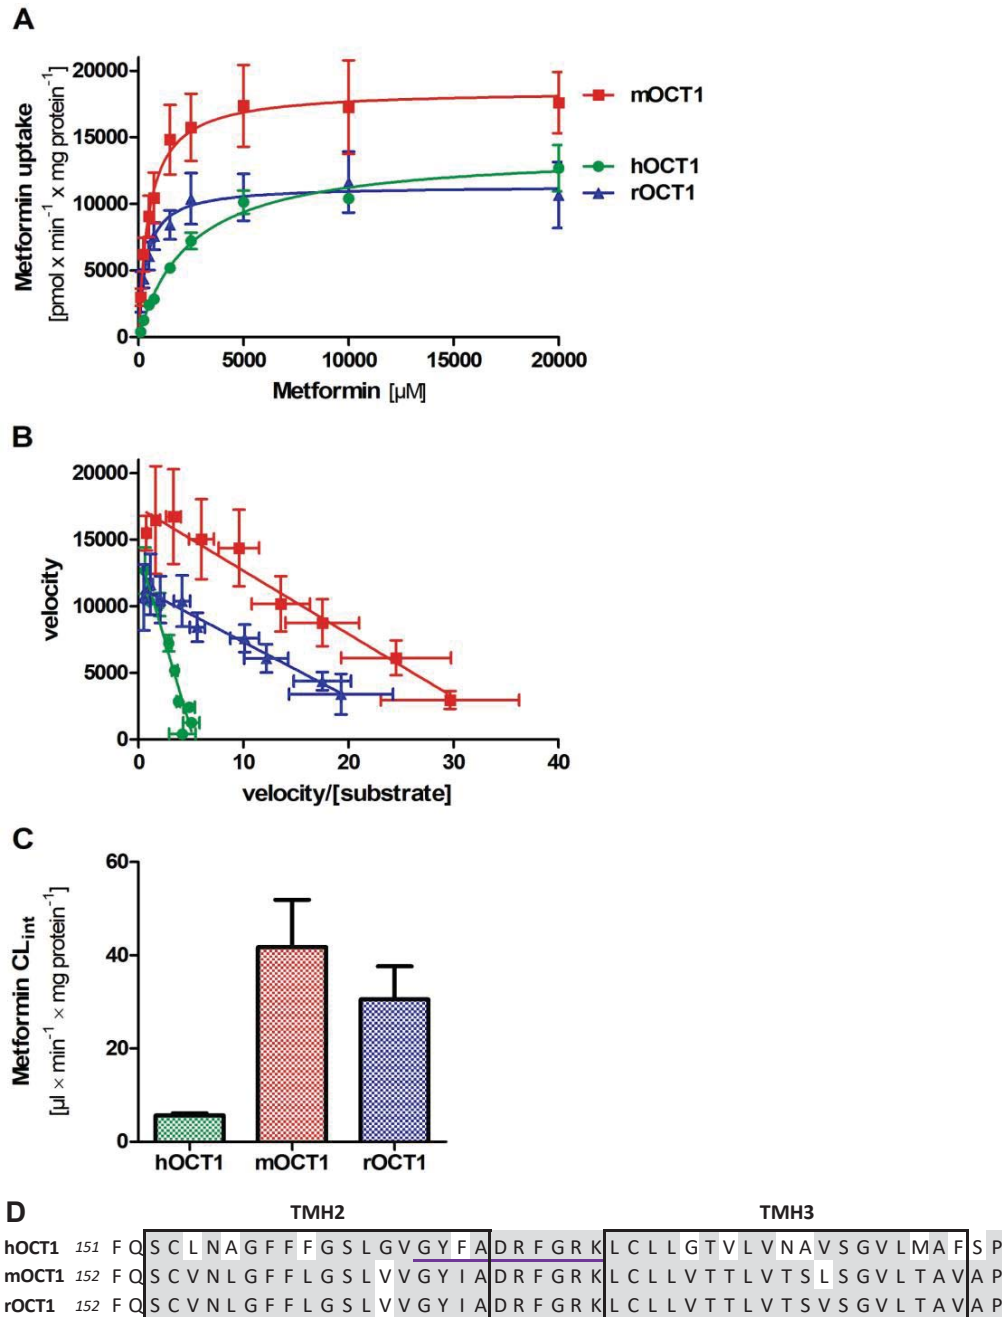 A
Metformin uptake
[pmol x min⁻¹ x mg protein⁻¹]
20000
15000
10000
5000
0
0 5000 10000 15000 20000
Metformin [µM]
mOCT1
hOCT1
rOCT1
B
velocity
20000
15000
10000
5000
0
0 10 20 30 40
velocity/[substrate]
C
Metformin CLint
[µl × min⁻¹ × mg protein⁻¹]
60
40
20
0
hOCT1 mOCT1 rOCT1
D
TMH2 TMH3
hOCT1 151 F Q S C L N A G F F F G S L G V G Y F A D R F G R K L C L L G T V L V N A V S G V L M A F S P
mOCT1 152 F Q S C V N L G F F L G S L V V G Y I A D R F G R K L C L L V T T L V T S L S G V L T A V A P
rOCT1 152 F Q S C V N L G F F L G S L V V G Y I A D R F G R K L C L L V T T L V T S V S G V L T A V A P